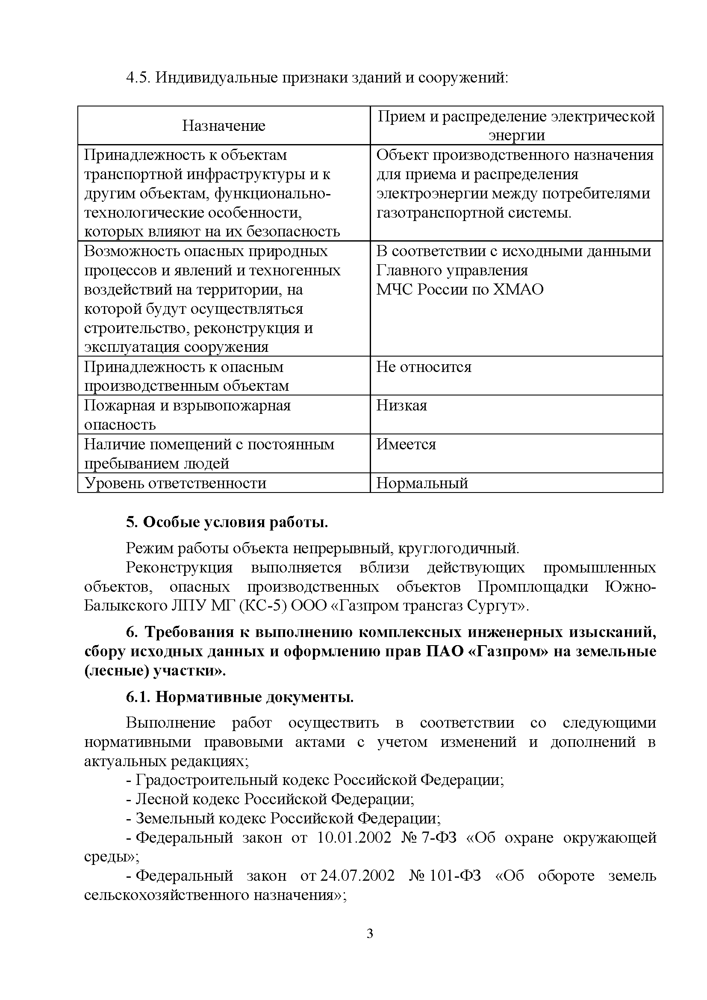 4.5. Индивидуальные признаки зданий и сооружений:
Назначение
Прием и распределение электрической
энергии
Принадлежность к объектам
транспортной инфраструктуры и к
другим объектам, функционально-
технологические особенности,
которых влияют на их безопасность
Объект производственного назначения
для приема и распределения
электроэнергии между потребителями
газотранспортной системы.
Возможность опасных природных
процессов и явлений и техногенных
воздействий на территории, на
которой будут осуществляться
строительство, реконструкция и
эксплуатация сооружения
В соответствии с исходными данными
Главного управления
МЧС России по ХМАО
Принадлежность к опасным
производственным объектам
Не относится
Пожарная и взрывопожарная
опасность
Низкая
Наличие помещений с постоянным
пребыванием людей
Имеется
Уровень ответственности
Нормальный
5. Особые условия работы.
Режим работы объекта непрерывный, круглогодичный.
Реконструкция выполняется вблизи действующих промышленных
объектов, опасных производственных объектов Промплощадки Южно-
Балыкского ЛПУ МГ (КС-5) ООО «Газпром трансгаз Сургут».
6. Требования к выполнению комплексных инженерных изысканий,
сбору исходных данных и оформлению прав ПАО «Газпром» на земельные
(лесные) участки».
6.1. Нормативные документы.
Выполнение работ осуществить в соответствии со следующими
нормативными правовыми актами с учетом изменений и дополнений в
актуальных редакциях;
- Градостроительный кодекс Российской Федерации;
- Лесной кодекс Российской Федерации;
- Земельный кодекс Российской Федерации;
- Федеральный закон от 10.01.2002 № 7-ФЗ «Об охране окружающей
среды»;
- Федеральный закон от 24.07.2002 № 101-ФЗ «Об обороте земель
сельскохозяйственного назначения»;
3